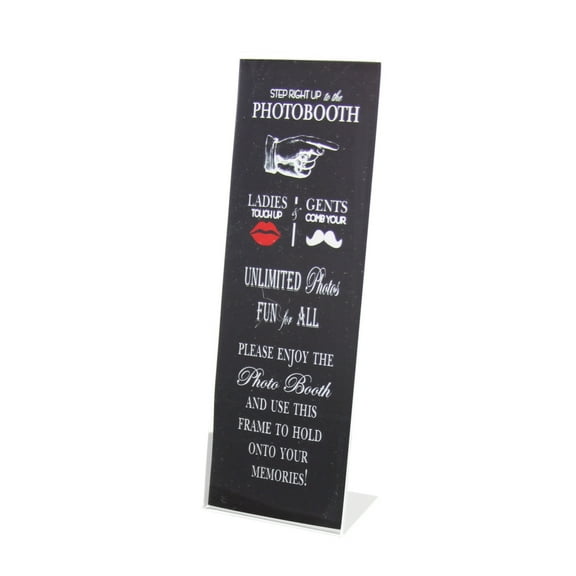 STEP RIGHT UP to the
PHOTOBOOTH
LADIES & GENTS
TOUCH UP COMB YOUR
UNLIMITED Photos
FUN for ALL
PLEASE ENJOY THE
Photo Booth
AND USE THIS
FRAME TO HOLD
ONTO YOUR
MEMORIES!